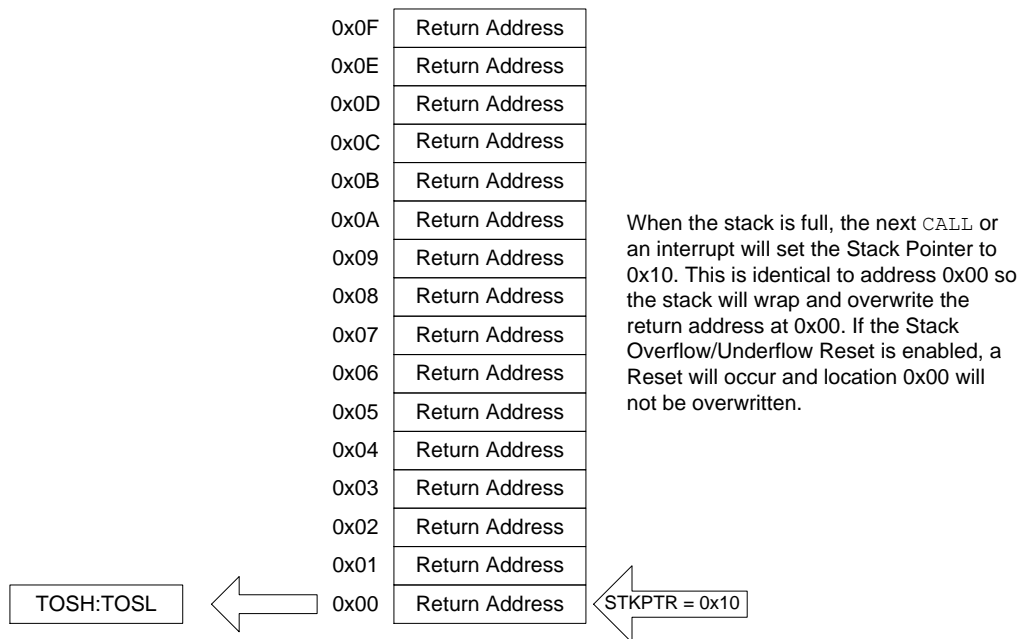 0x0F Return Address
0x0E Return Address
0x0D Return Address
0x0C Return Address
0x0B Return Address
0x0A Return Address
0x09 Return Address
0x08 Return Address
0x07 Return Address
0x06 Return Address
0x05 Return Address
0x04 Return Address
0x03 Return Address
0x02 Return Address
0x01 Return Address
TOSH:TOSL 0x00 Return Address STKPTR = 0x10
When the stack is full, the next CALL or
an interrupt will set the Stack Pointer to
0x10. This is identical to address 0x00 so
the stack will wrap and overwrite the
return address at 0x00. If the Stack
Overflow/Underflow Reset is enabled, a
Reset will occur and location 0x00 will
not be overwritten.